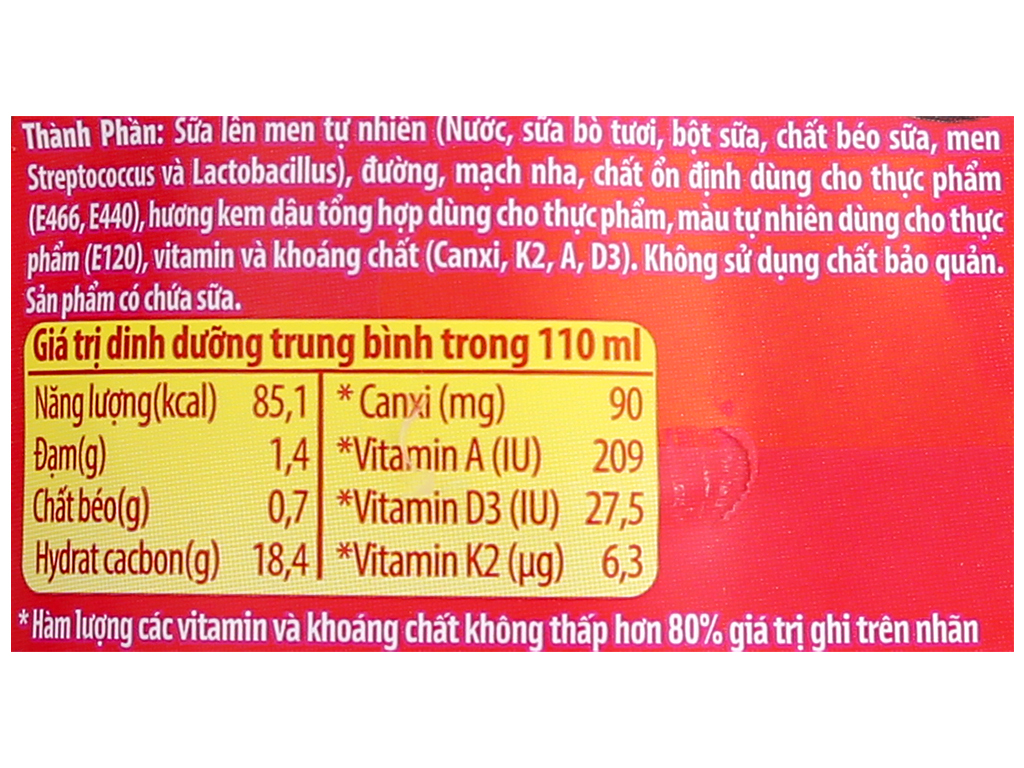 Thành Phần: Sữa lên men tự nhiên (Nước, sữa bò tươi, bột sữa, chất béo sữa, men
Streptococcus và Lactobacillus), đường, mạch nha, chất ổn định dùng cho thực phẩm
(E466, E440), hương kem dâu tổng hợp dùng cho thực phẩm, màu tự nhiên dùng cho thực
phẩm (E120), vitamin và khoáng chất (Canxi, K2, A, D3). Không sử dụng chất bảo quản.
Sản phẩm có chứa sữa.
Giá trị dinh dưỡng trung bình trong 110 ml
Năng lượng(kcal) 85,1 * Canxi (mg) 90
Đạm(g) 1,4 *Vitamin A (IU) 209
Chất béo(g) 0,7 *Vitamin D3 (IU) 27,5
Hydrat cacbon(g) 18,4 *Vitamin K2 (µg) 6,3
*Hàm lượng các vitamin và khoáng chất không thấp hơn 80% giá trị ghi trên nhãn